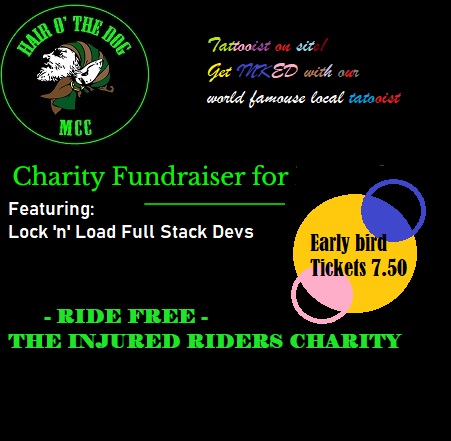 HAIR O' THE DOG
MCC
Tattooist on site!
Get INKED with our
world famouse local tatooist
Charity Fundraiser for
Featuring:
Lock 'n' Load Full Stack Devs
Early bird
Tickets 7.50
- RIDE FREE -
THE INJURED RIDERS CHARITY